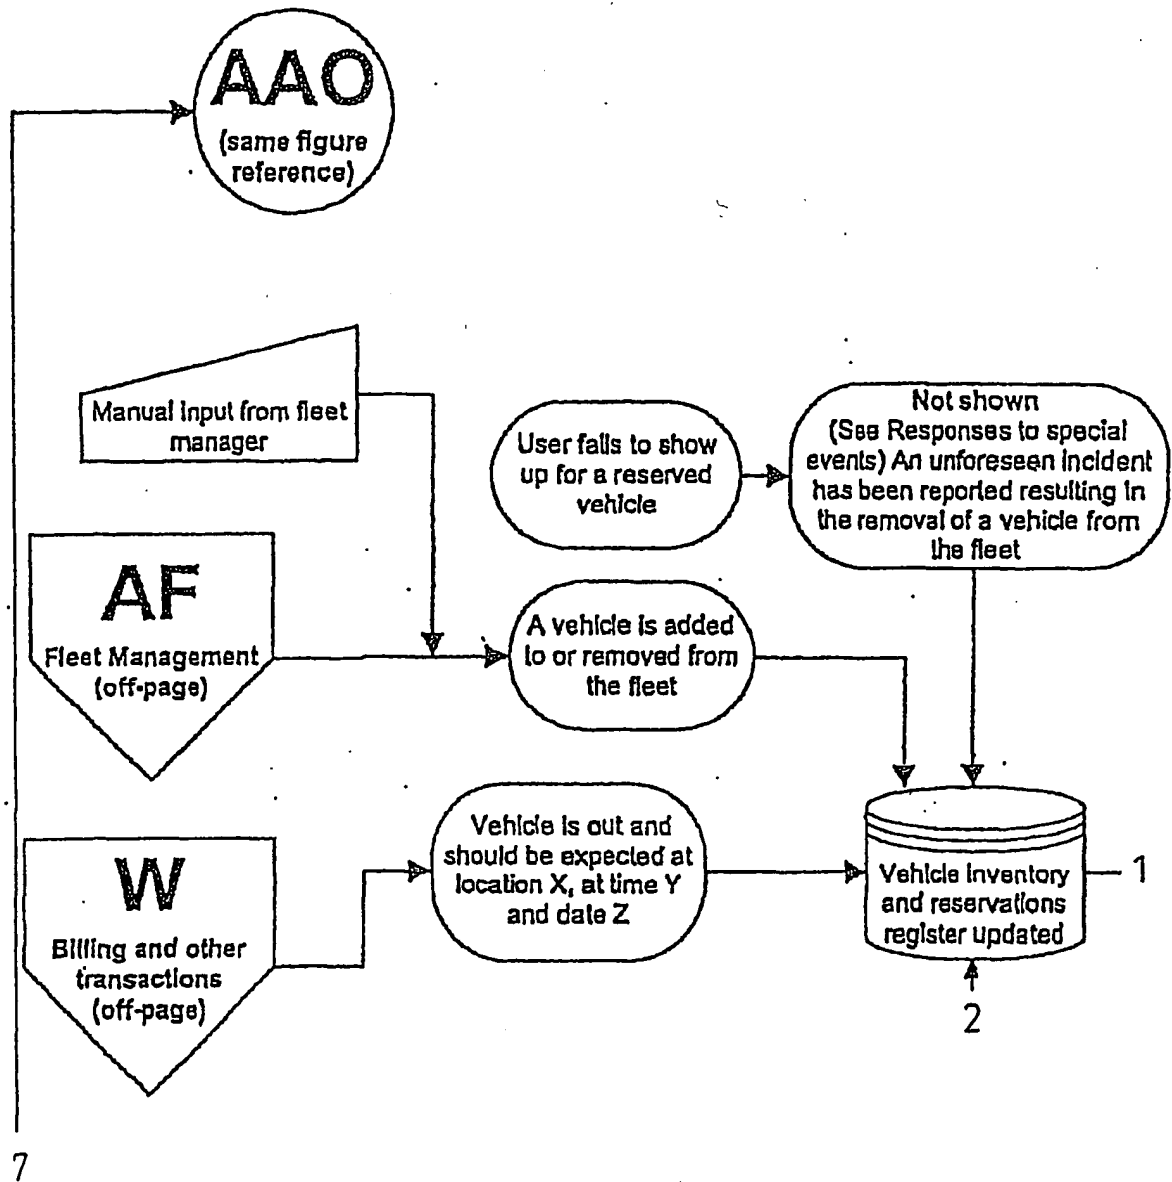 AAO
(same figure
reference)
Manual input from fleet
manager
User fails to show
up for a reserved
vehicle
Not shown
(See Responses to special
events) An unforeseen incident
has been reported resulting in
the removal of a vehicle from
the fleet
AF
Fleet Management
(off-page)
A vehicle is added
to or removed from
the fleet
W
Billing and other
transactions
(off-page)
Vehicle is out and
should be expected at
location X, at time Y
and date Z
Vehicle inventory
and reservations
register updated
1
2
7